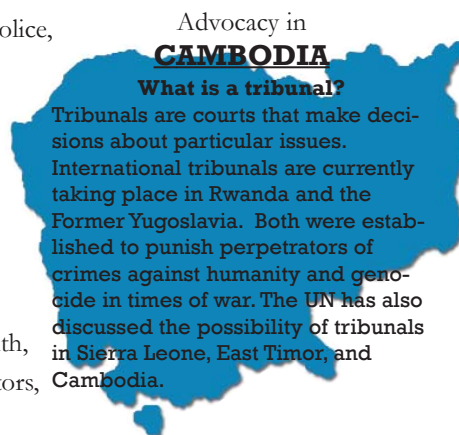 olice,
Advocacy in
CAMBODIA
What is a tribunal?
Tribunals are courts that make deci-
sions about particular issues.
International tribunals are currently
taking place in Rwanda and the
Former Yugoslavia. Both were estab-
lished to punish perpetrators of
crimes against humanity and geno-
cide in times of war. The UN has also
discussed the possibility of tribunals
th,
in Sierra Leone, East Timor, and
tors,
Cambodia.